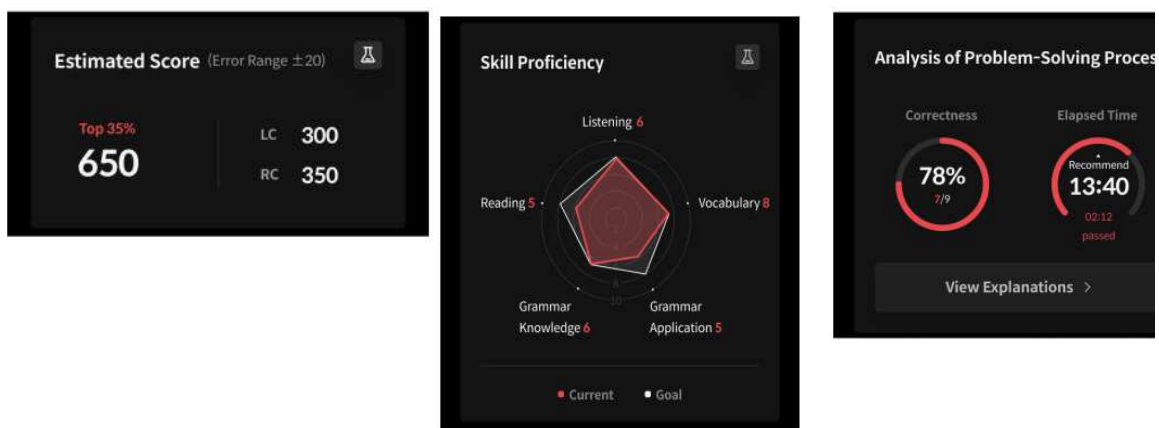 Estimated Score (Error Range ±20)
Top 35%
650
LC 300
RC 350
Skill Proficiency
Listening 6
Reading 5
Vocabulary 8
10
Grammar
Knowledge 6
Grammar
Application 5
Current Goal
Analysis of Problem-Solving Proces
Correctness
78%
7/9
Elapsed Time
Recommend
13:40
02:12
passed
View Explanations >